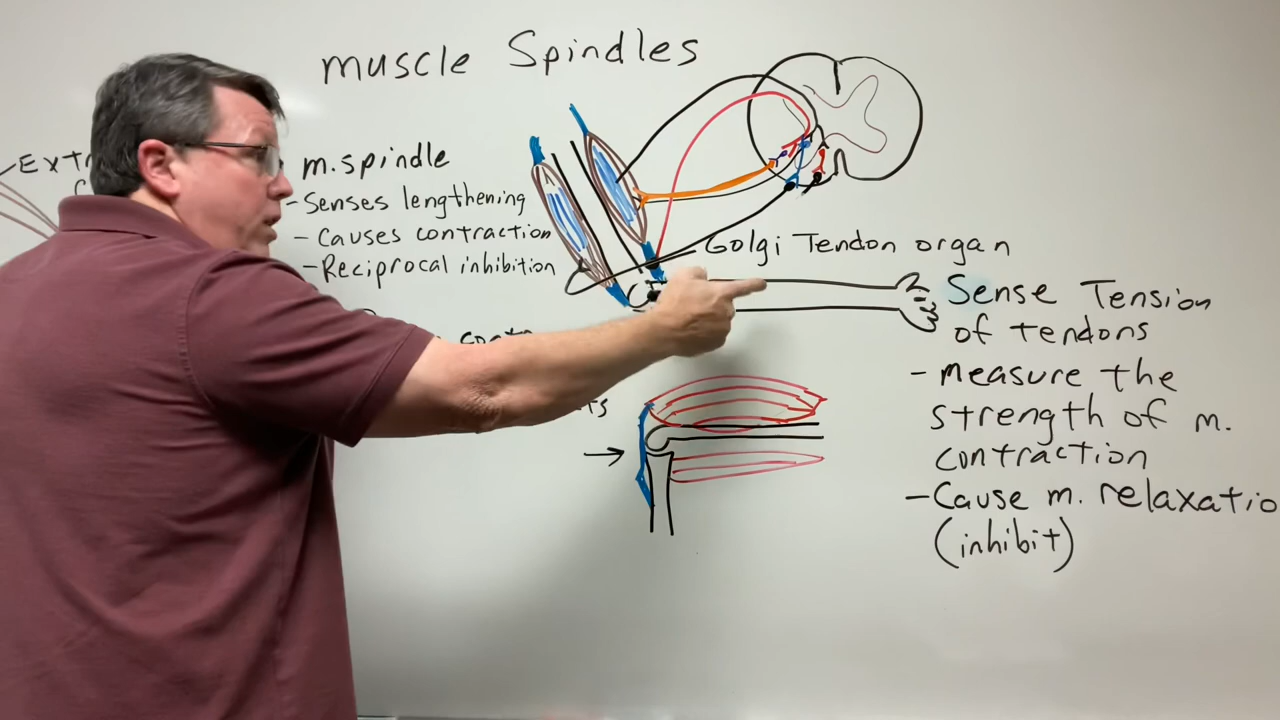 muscle Spindles
m. spindle
- Senses lengthening
- Causes contraction
- Reciprocal inhibition
Golgi Tendon organ
Sense Tension
of tendons
- measure the
strength of m.
contraction
- Cause m. relaxatio
(inhibit)